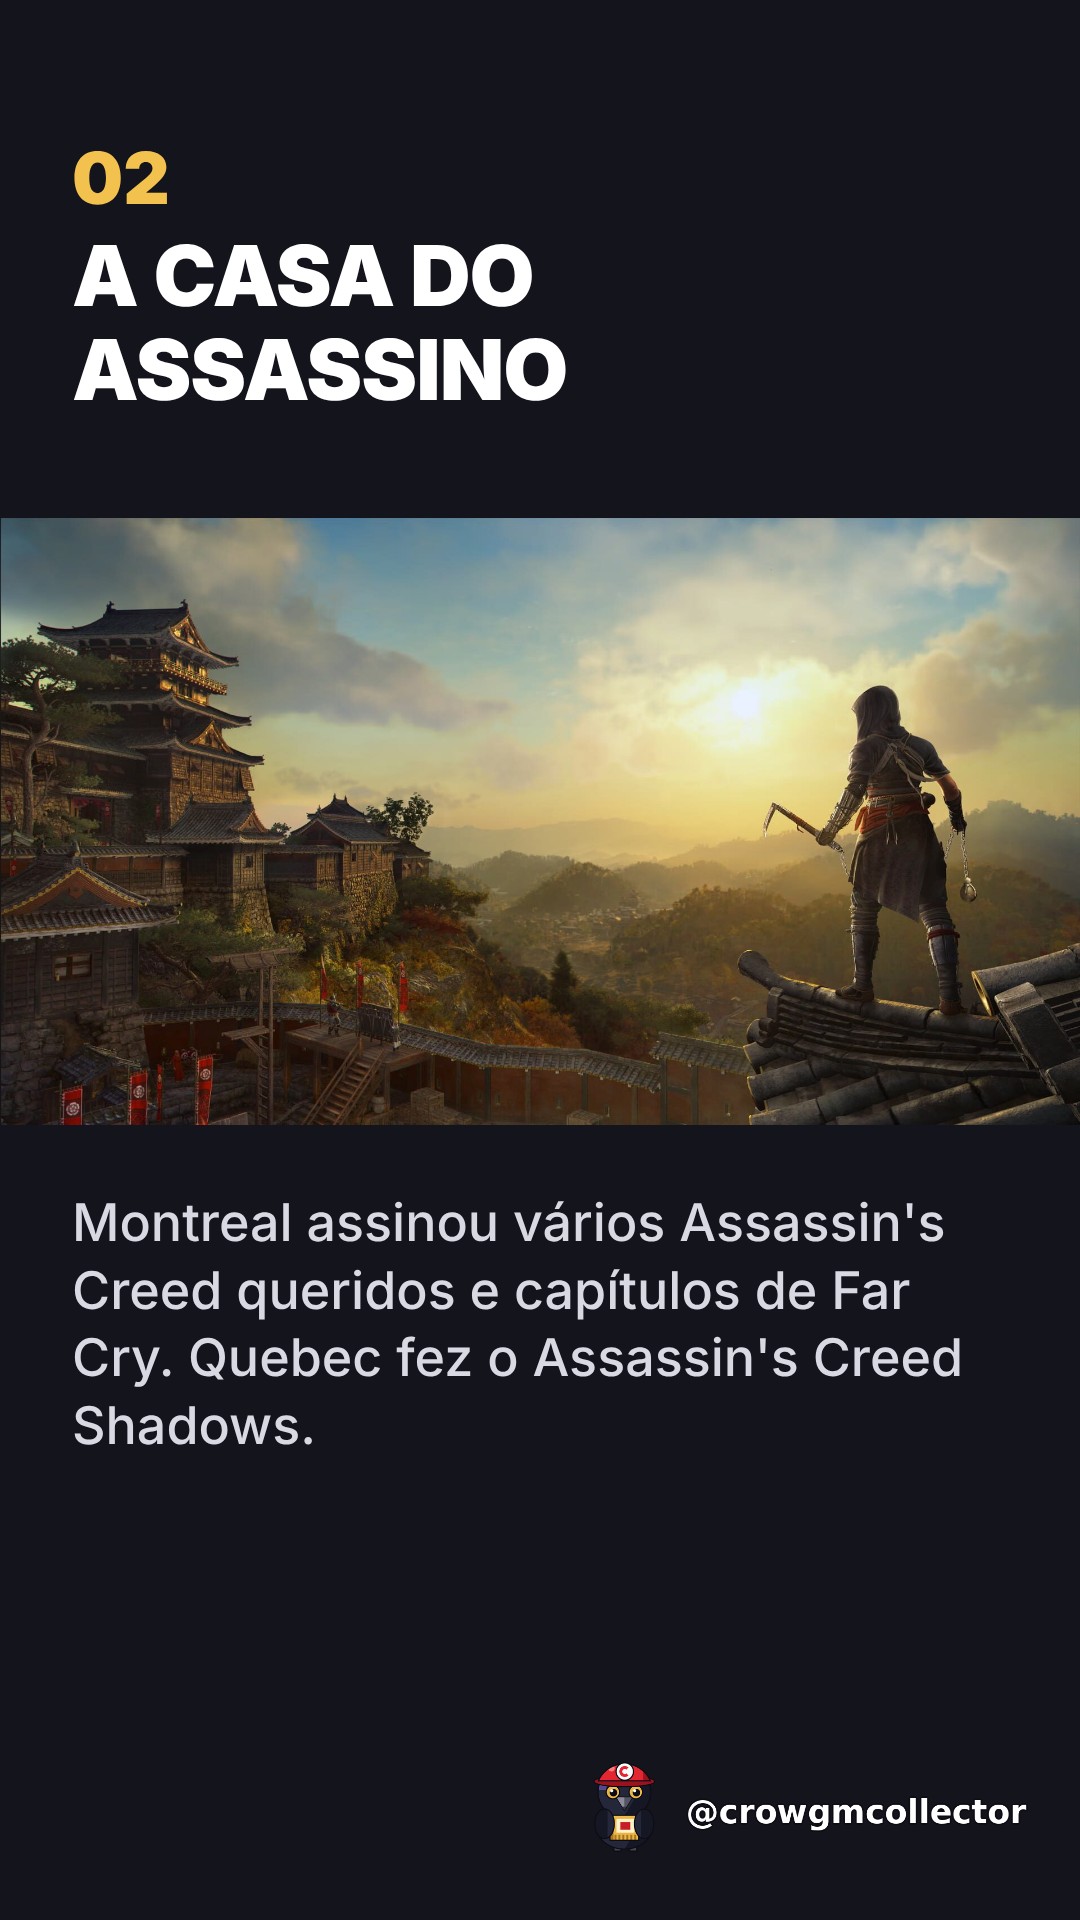 02
A CASA DO
ASSASSINO
Montreal assinou vários Assassin's
Creed queridos e capítulos de Far
Cry. Quebec fez o Assassin's Creed
Shadows.
C
@crowgmcollector